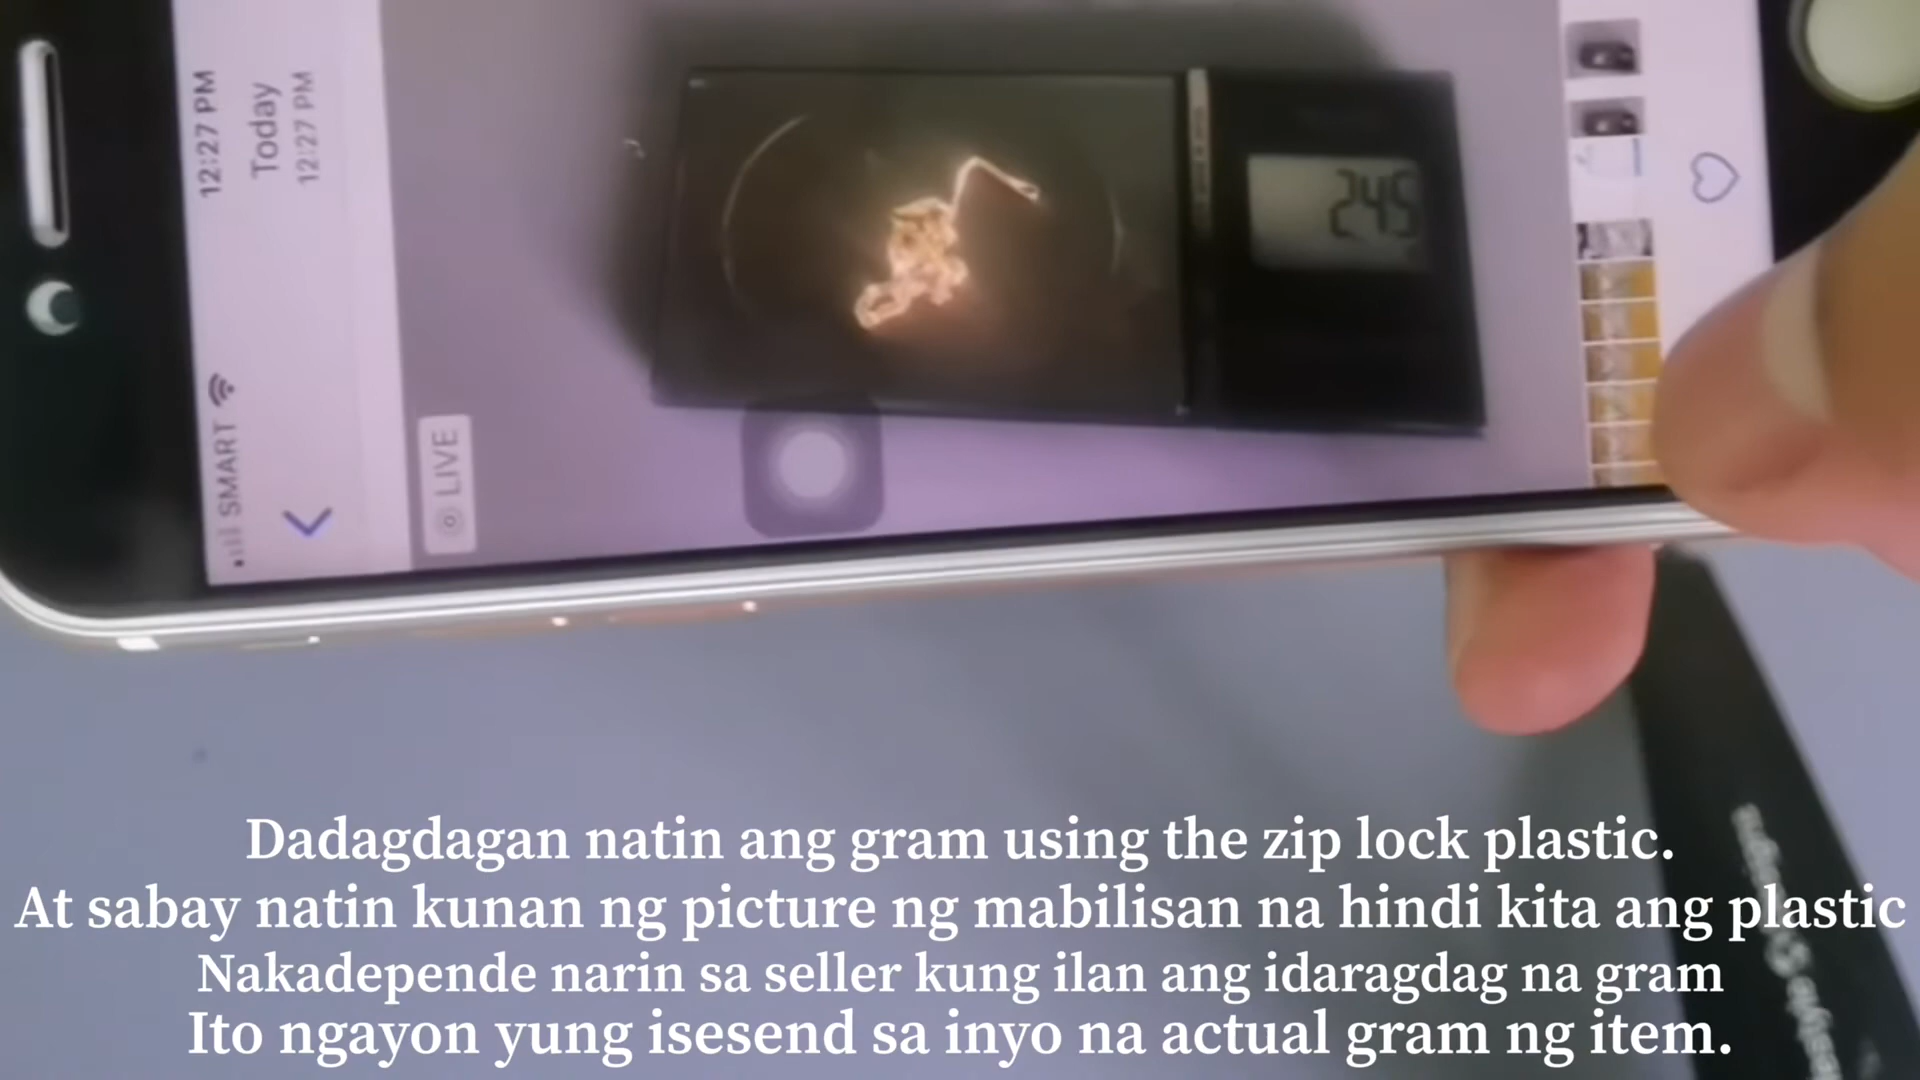 12:27 PM
Today
12:27 PM
SMART
LIVE
245
Dadagdagan natin ang gram using the zip lock plastic.
At sabay natin kunan ng picture ng mabilisan na hindi kita ang plastic
Nakadepende narin sa seller kung ilan ang idaragdag na gram
Ito ngayon yung isesend sa inyo na actual gram ng item.